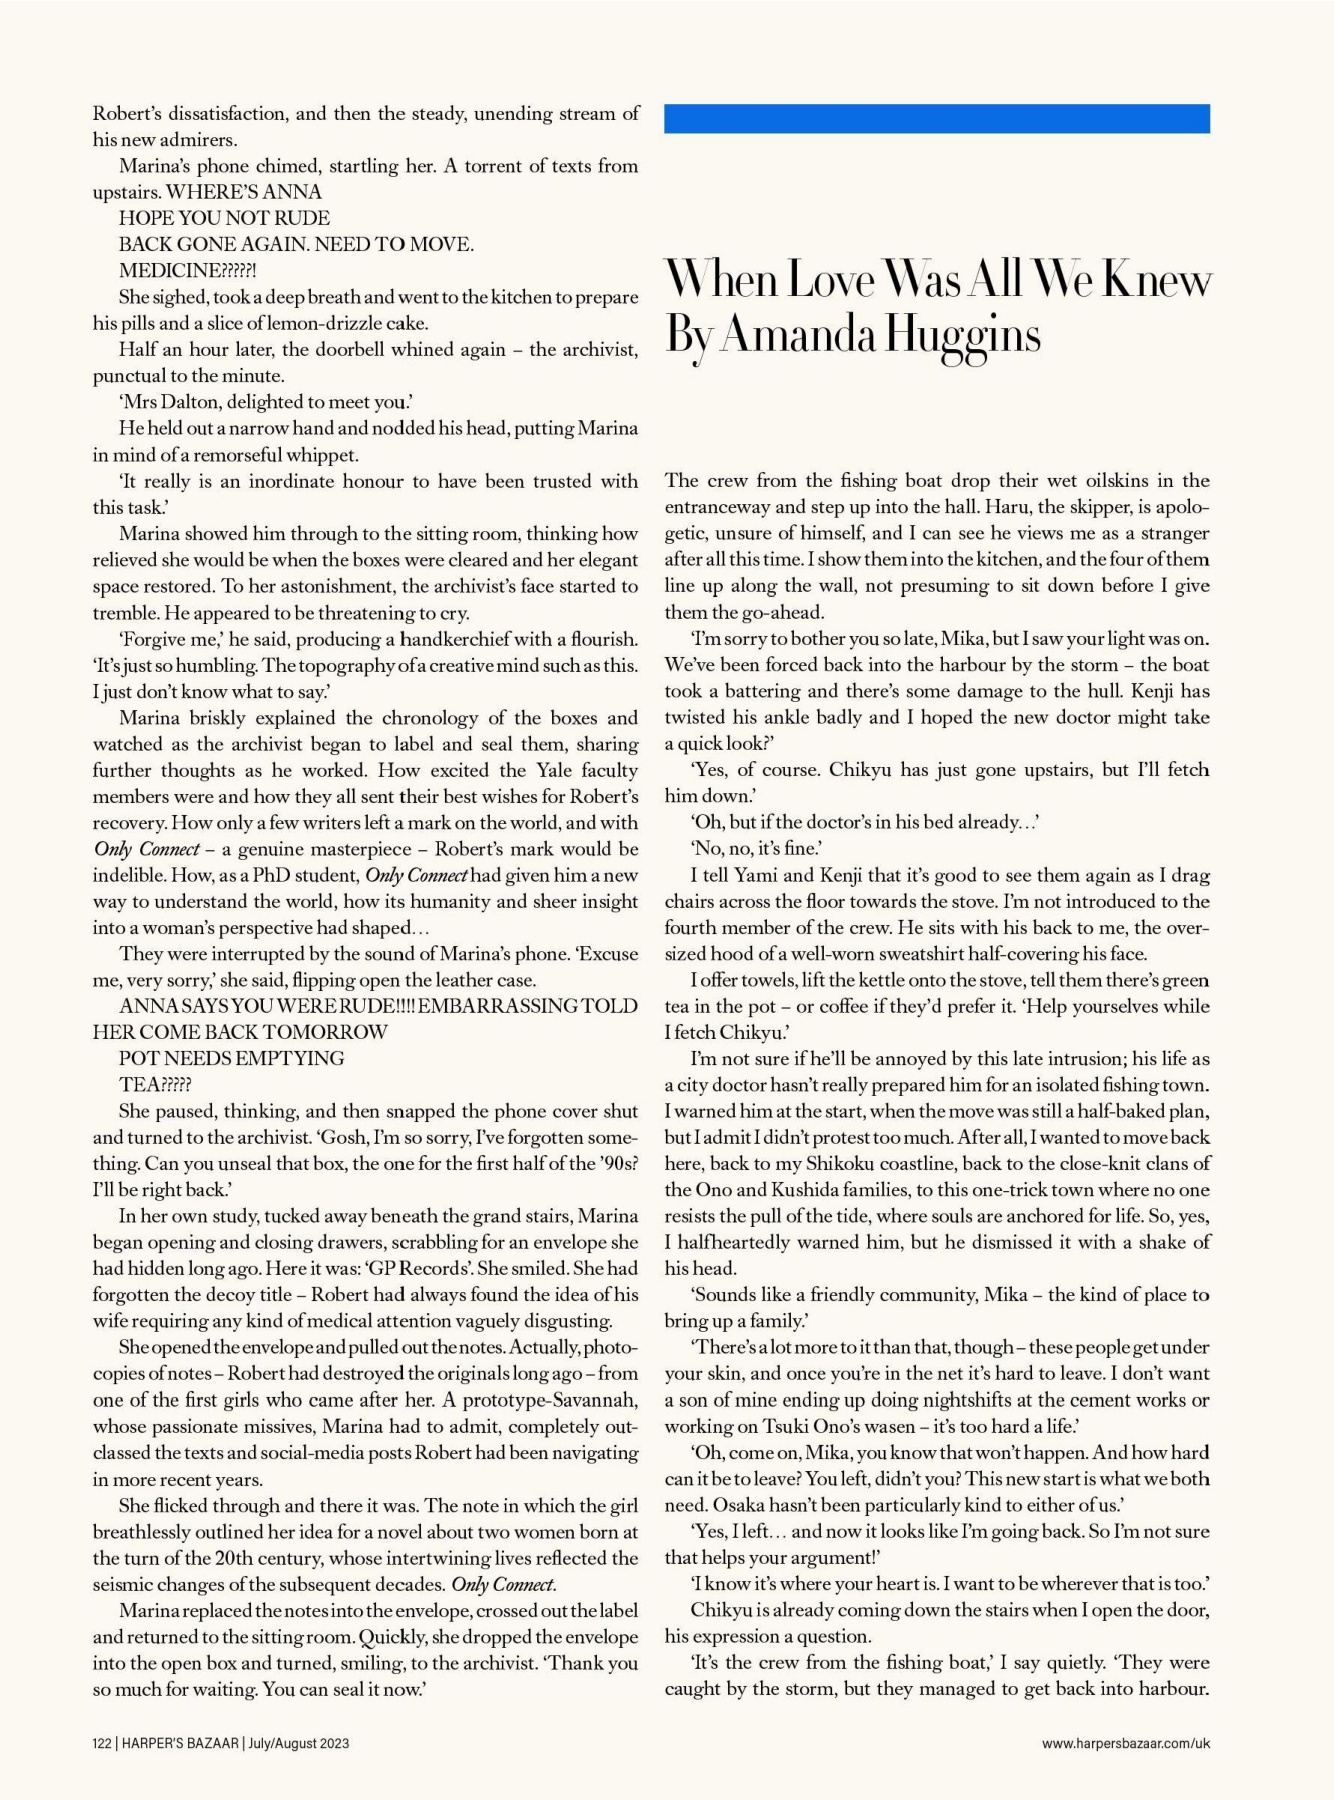 Robert's dissatisfaction, and then the steady, unending stream of
his new admirers.
Marina's phone chimed, startling her. A torrent of texts from
upstairs. WHERE'S ANNA
HOPE YOU NOT RUDE
BACK GONE AGAIN. NEED TO MOVE.
MEDICINE?????!
She sighed, took a deep breath and went to the kitchen to prepare
his pills and a slice of lemon-drizzle cake.
Half an hour later, the doorbell whined again – the archivist,
punctual to the minute.
‘Mrs Dalton, delighted to meet you.’
He held out a narrow hand and nodded his head, putting Marina
in mind of a remorseful whippet.
‘It really is an inordinate honour to have been trusted with
this task.’
Marina showed him through to the sitting room, thinking how
relieved she would be when the boxes were cleared and her elegant
space restored. To her astonishment, the archivist’s face started to
tremble. He appeared to be threatening to cry.
‘Forgive me,’ he said, producing a handkerchief with a flourish.
‘It’s just so humbling. The topography of a creative mind such as this.
I just don’t know what to say.’
Marina briskly explained the chronology of the boxes and
watched as the archivist began to label and seal them, sharing
further thoughts as he worked. How excited the Yale faculty
members were and how they all sent their best wishes for Robert’s
recovery. How only a few writers left a mark on the world, and with
Only Connect – a genuine masterpiece – Robert’s mark would be
indelible. How, as a PhD student, Only Connect had given him a new
way to understand the world, how its humanity and sheer insight
into a woman’s perspective had shaped…
They were interrupted by the sound of Marina’s phone. ‘Excuse
me, very sorry,’ she said, flipping open the leather case.
ANNA SAYS YOU WERE RUDE!!!! EMBARRASSING TOLD
HER COME BACK TOMORROW
POT NEEDS EMPTYING
TEA?????
She paused, thinking, and then snapped the phone cover shut
and turned to the archivist. ‘Gosh, I’m so sorry, I’ve forgotten some-
thing. Can you unseal that box, the one for the first half of the ’90s?
I’ll be right back.’
In her own study, tucked away beneath the grand stairs, Marina
began opening and closing drawers, scrabbling for an envelope she
had hidden long ago. Here it was: ‘GP Records’. She smiled. She had
forgotten the decoy title – Robert had always found the idea of his
wife requiring any kind of medical attention vaguely disgusting.
She opened the envelope and pulled out the notes. Actually, photo-
copies of notes – Robert had destroyed the originals long ago – from
one of the first girls who came after her. A prototype-Savannah,
whose passionate missives, Marina had to admit, completely out-
classed the texts and social-media posts Robert had been navigating
in more recent years.
She flicked through and there it was. The note in which the girl
breathlessly outlined her idea for a novel about two women born at
the turn of the 20th century, whose intertwining lives reflected the
seismic changes of the subsequent decades. Only Connect.
Marina replaced the notes into the envelope, crossed out the label
and returned to the sitting room. Quickly, she dropped the envelope
into the open box and turned, smiling, to the archivist. ‘Thank you
so much for waiting. You can seal it now.’
When Love Was All We Knew
By Amanda Huggins
The crew from the fishing boat drop their wet oilskins in the
entranceway and step up into the hall. Haru, the skipper, is apolo-
getic, unsure of himself, and I can see he views me as a stranger
after all this time. I show them into the kitchen, and the four of them
line up along the wall, not presuming to sit down before I give
them the go-ahead.
‘I’m sorry to bother you so late, Mika, but I saw your light was on.
We’ve been forced back into the harbour by the storm – the boat
took a battering and there’s some damage to the hull. Kenji has
twisted his ankle badly and I hoped the new doctor might take
a quick look?’
‘Yes, of course. Chikyu has just gone upstairs, but I’ll fetch
him down.’
‘Oh, but if the doctor’s in his bed already…’
‘No, no, it’s fine.’
I tell Yami and Kenji that it’s good to see them again as I drag
chairs across the floor towards the stove. I’m not introduced to the
fourth member of the crew. He sits with his back to me, the over-
sized hood of a well-worn sweatshirt half-covering his face.
I offer towels, lift the kettle onto the stove, tell them there’s green
tea in the pot – or coffee if they’d prefer it. ‘Help yourselves while
I fetch Chikyu.’
I’m not sure if he’ll be annoyed by this late intrusion; his life as
a city doctor hasn’t really prepared him for an isolated fishing town.
I warned him at the start, when the move was still a half-baked plan,
but I admit I didn’t protest too much. After all, I wanted to move back
here, back to my Shikoku coastline, back to the close-knit clans of
the Ono and Kushida families, to this one-trick town where no one
resists the pull of the tide, where souls are anchored for life. So, yes,
I halfheartedly warned him, but he dismissed it with a shake of
his head.
‘Sounds like a friendly community, Mika – the kind of place to
bring up a family.’
‘There’s a lot more to it than that, though – these people get under
your skin, and once you’re in the net it’s hard to leave. I don’t want
a son of mine ending up doing nightshifts at the cement works or
working on Tsuki Ono’s wasen – it’s too hard a life.’
‘Oh, come on, Mika, you know that won’t happen. And how hard
can it be to leave? You left, didn’t you? This new start is what we both
need. Osaka hasn’t been particularly kind to either of us.’
‘Yes, I left… and now it looks like I’m going back. So I’m not sure
that helps your argument!’
‘I know it’s where your heart is. I want to be wherever that is too.’
Chikyu is already coming down the stairs when I open the door,
his expression a question.
‘It’s the crew from the fishing boat,’ I say quietly. ‘They were
caught by the storm, but they managed to get back into harbour.
122 | HARPER’S BAZAAR | July/August 2023
www.harpersbazaar.com/uk